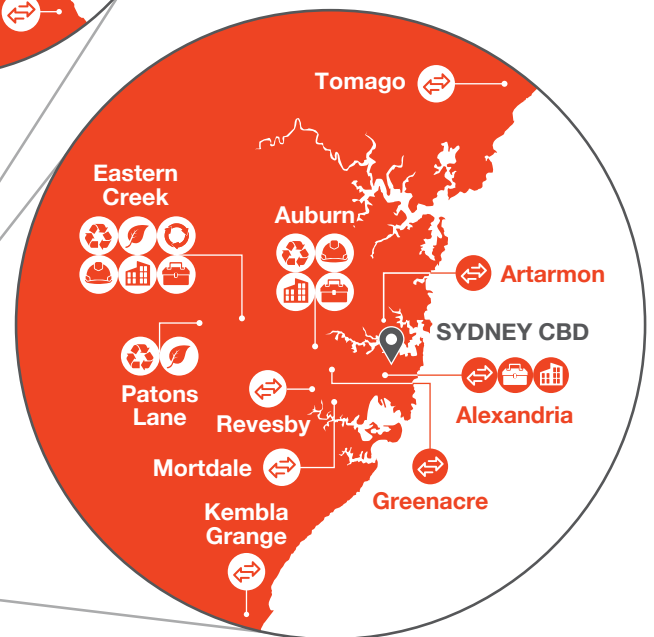 Tomago
Eastern
Creek
Auburn
Artarmon
SYDNEY CBD
Patons
Lane
Revesby
Alexandria
Mortdale
Greenacre
Kembla
Grange